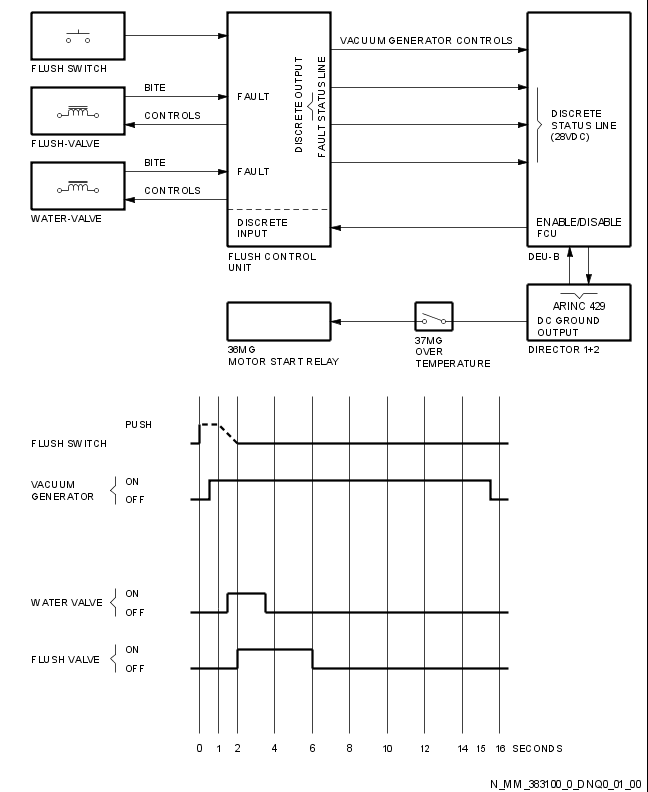 FLUSH SWITCH
BITE
CONTROLS
FLUSH-VALVE
BITE
CONTROLS
WATER-VALVE
FAULT
FAULT
DISCRETE OUTPUT
FAULT STATUS LINE
DISCRETE
INPUT
FLUSH CONTROL
UNIT
VACUUM GENERATOR CONTROLS
DISCRETE
STATUS LINE
(28VDC)
ENABLE/DISABLE
FCU
DEU-B
ARINC 429
DC GROUND
OUTPUT
DIRECTOR 1+2
36MG
MOTOR START RELAY
37MG
OVER
TEMPERATURE
PUSH
FLUSH SWITCH
VACUUM
GENERATOR
ON
OFF
WATER VALVE
ON
OFF
FLUSH VALVE
ON
OFF
0 1 2 4 6 8 10 12 14 15 16 SECONDS
N_MM_383100_0_DNQ0_01_00